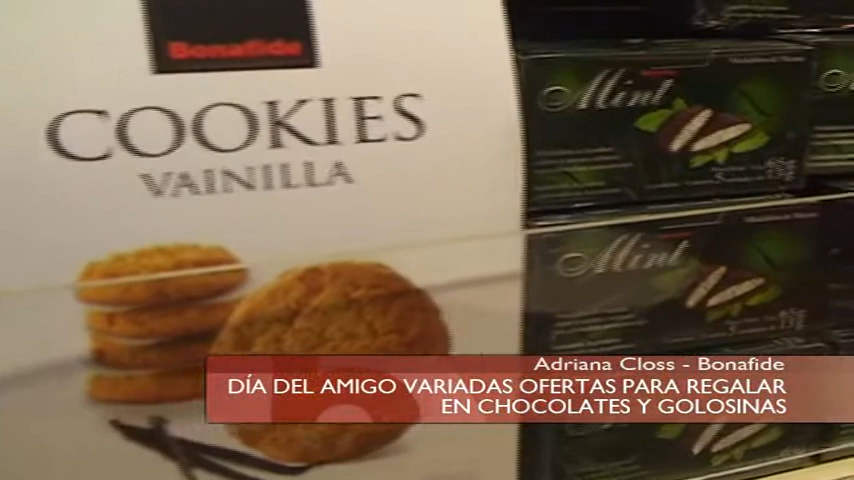 Bonafide
COOKIES
VAINILLA
Mint
Mint
Adriana Closs - Bonafide
DÍA DEL AMIGO VARIADAS OFERTAS PARA REGALAR
EN CHOCOLATES Y GOLOSINAS